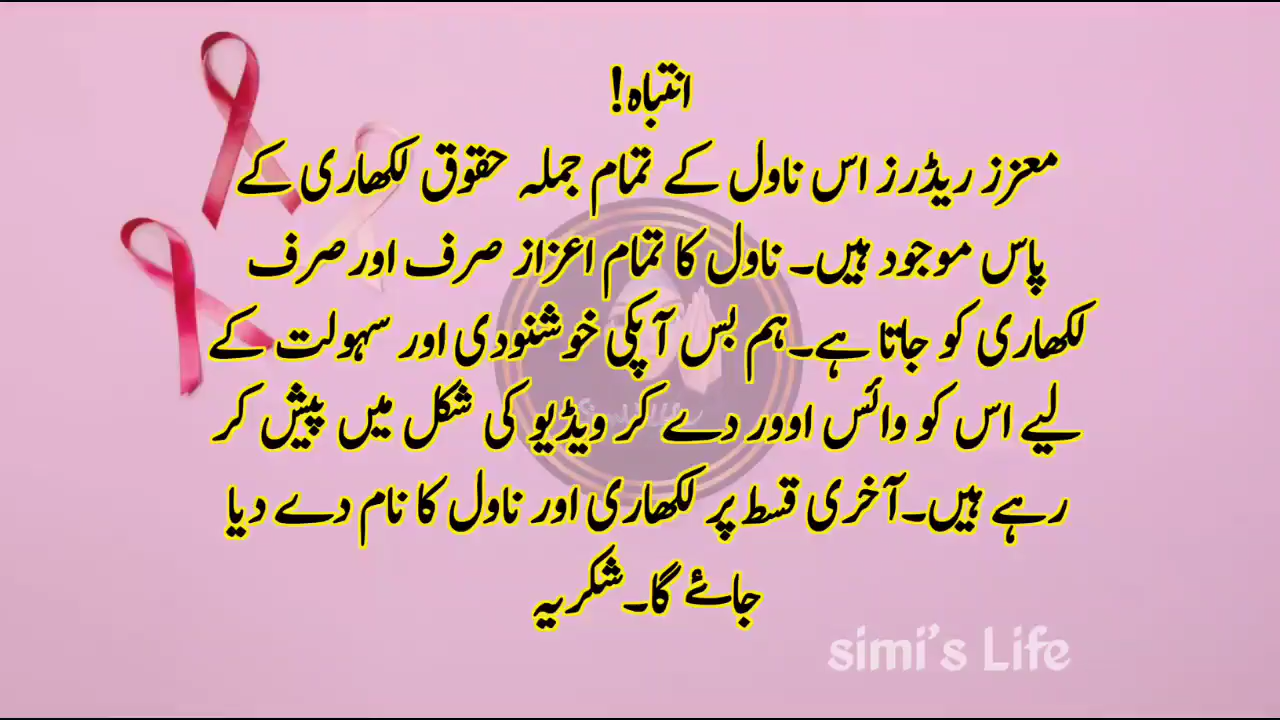 انتباہ!
معزز ریڈرز اس ناول کے تمام جملہ حقوق لکھاری کے
پاس موجود ہیں۔ ناول کا تمام اعزاز صرف اور صرف
لکھاری کو جاتا ہے۔ ہم بس آپکی خوشنودی اور سہولت کے
لیے اس کو وائس اوور دے کر ویڈیو کی شکل میں پیش کر
رہے ہیں۔ آخری قسط پر لکھاری اور ناول کا نام دے دیا
جائے گا۔ شکریہ
simi's Life